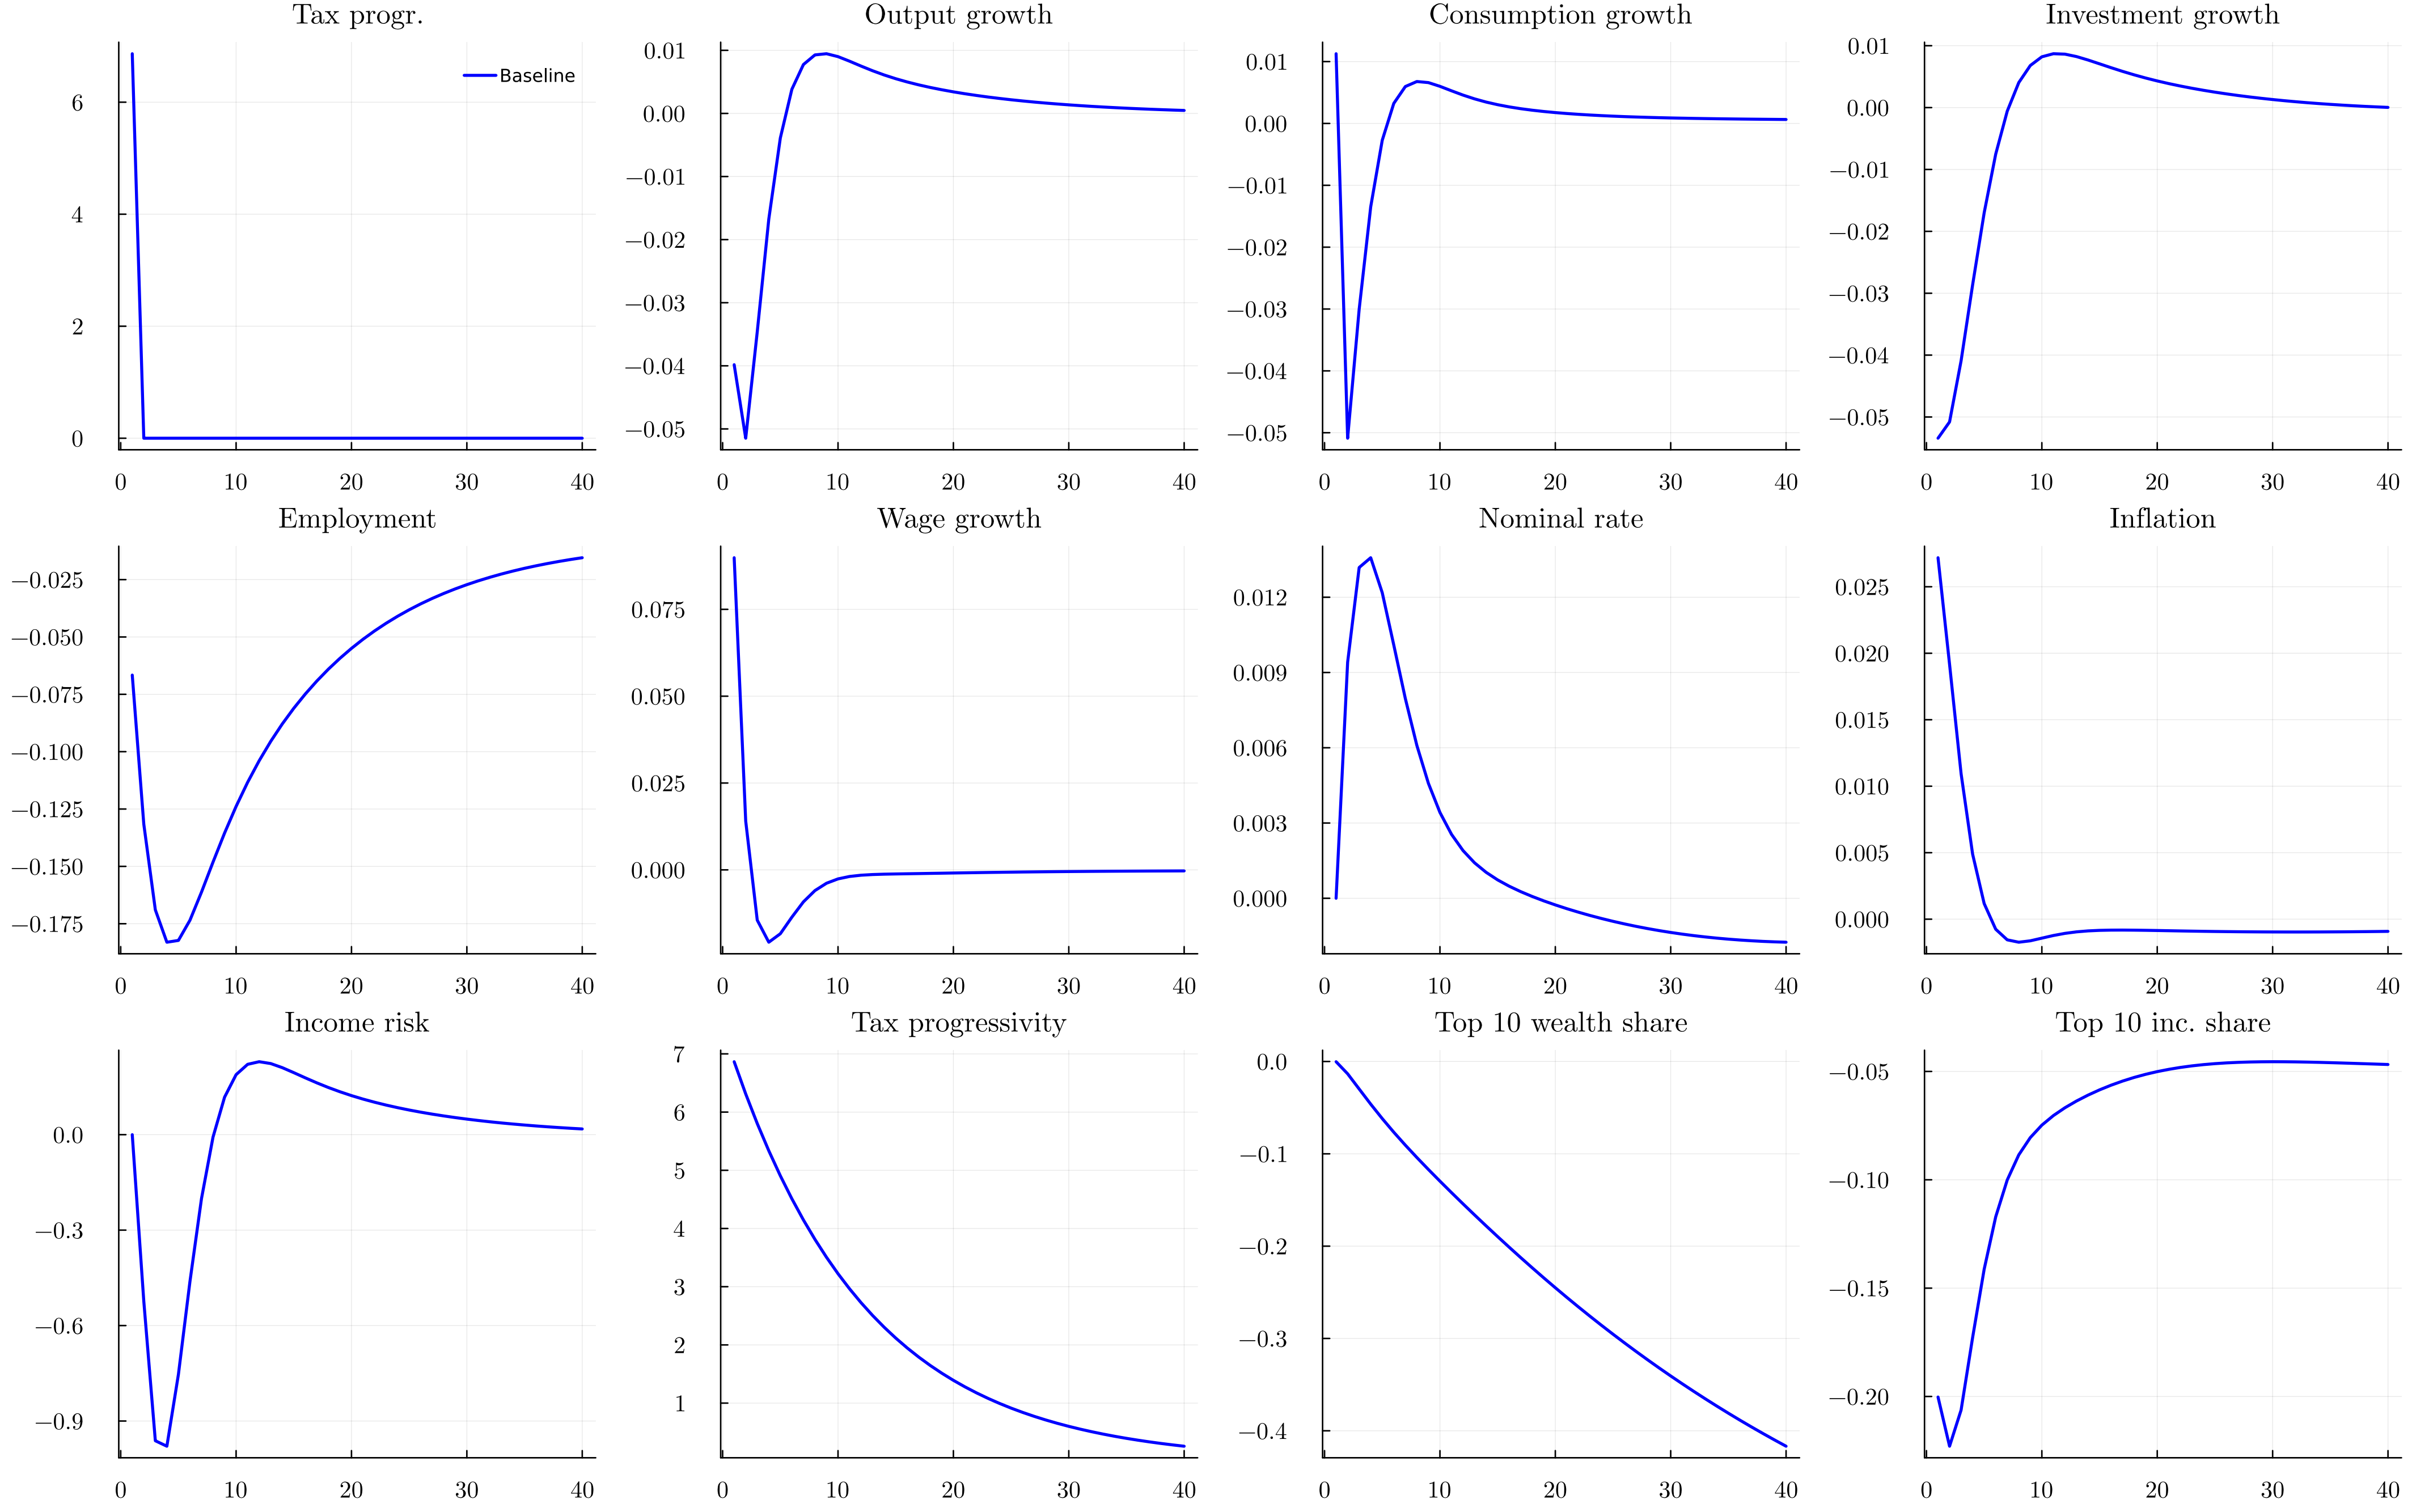 Tax progr.
Output growth
Consumption growth
Investment growth
Baseline
6
4
2
0
0.01
0.00
−0.01
−0.02
−0.03
−0.04
−0.05
0.01
0.00
−0.01
−0.02
−0.03
−0.04
−0.05
0.01
0.00
−0.01
−0.02
−0.03
−0.04
−0.05
0 10 20 30 40
0 10 20 30 40
0 10 20 30 40
0 10 20 30 40
Employment
Wage growth
Nominal rate
Inflation
−0.025
−0.050
−0.075
−0.100
−0.125
−0.150
−0.175
0.075
0.050
0.025
0.000
0.012
0.009
0.006
0.003
0.000
0.025
0.020
0.015
0.010
0.005
0.000
0 10 20 30 40
0 10 20 30 40
0 10 20 30 40
0 10 20 30 40
Income risk
Tax progressivity
Top 10 wealth share
Top 10 inc. share
0.0
−0.3
−0.6
−0.9
7
6
5
4
3
2
1
0.0
−0.1
−0.2
−0.3
−0.4
−0.05
−0.10
−0.15
−0.20
0 10 20 30 40
0 10 20 30 40
0 10 20 30 40
0 10 20 30 40